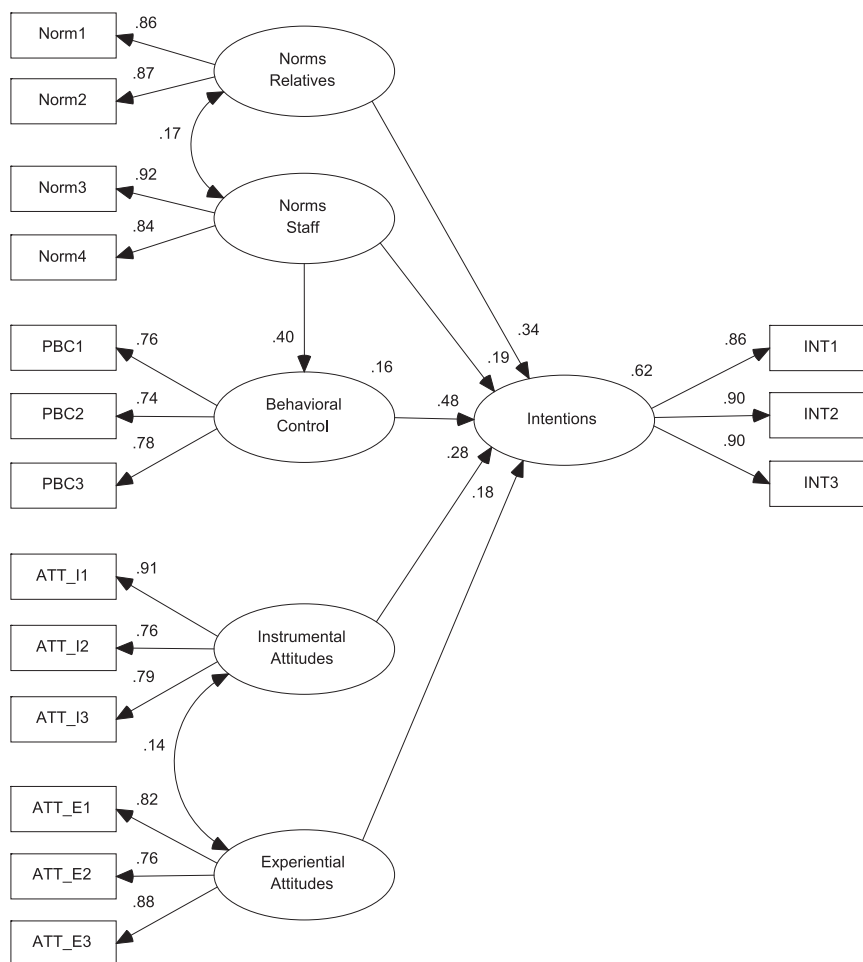 Norm1
.86
Norms
Relatives
.87
Norm2
.17
Norm3
.92
Norms
Staff
.84
Norm4
.40
.34
.19
PBC1
.76
.16
.62
.86
INT1
PBC2
.74
Behavioral
Control
.48
Intentions
.90
INT2
.78
PBC3
.28
.18
.90
INT3
ATT_I1
.91
ATT_I2
.76
Instrumental
Attitudes
.79
ATT_I3
.14
ATT_E1
.82
ATT_E2
.76
Experiential
Attitudes
.88
ATT_E3